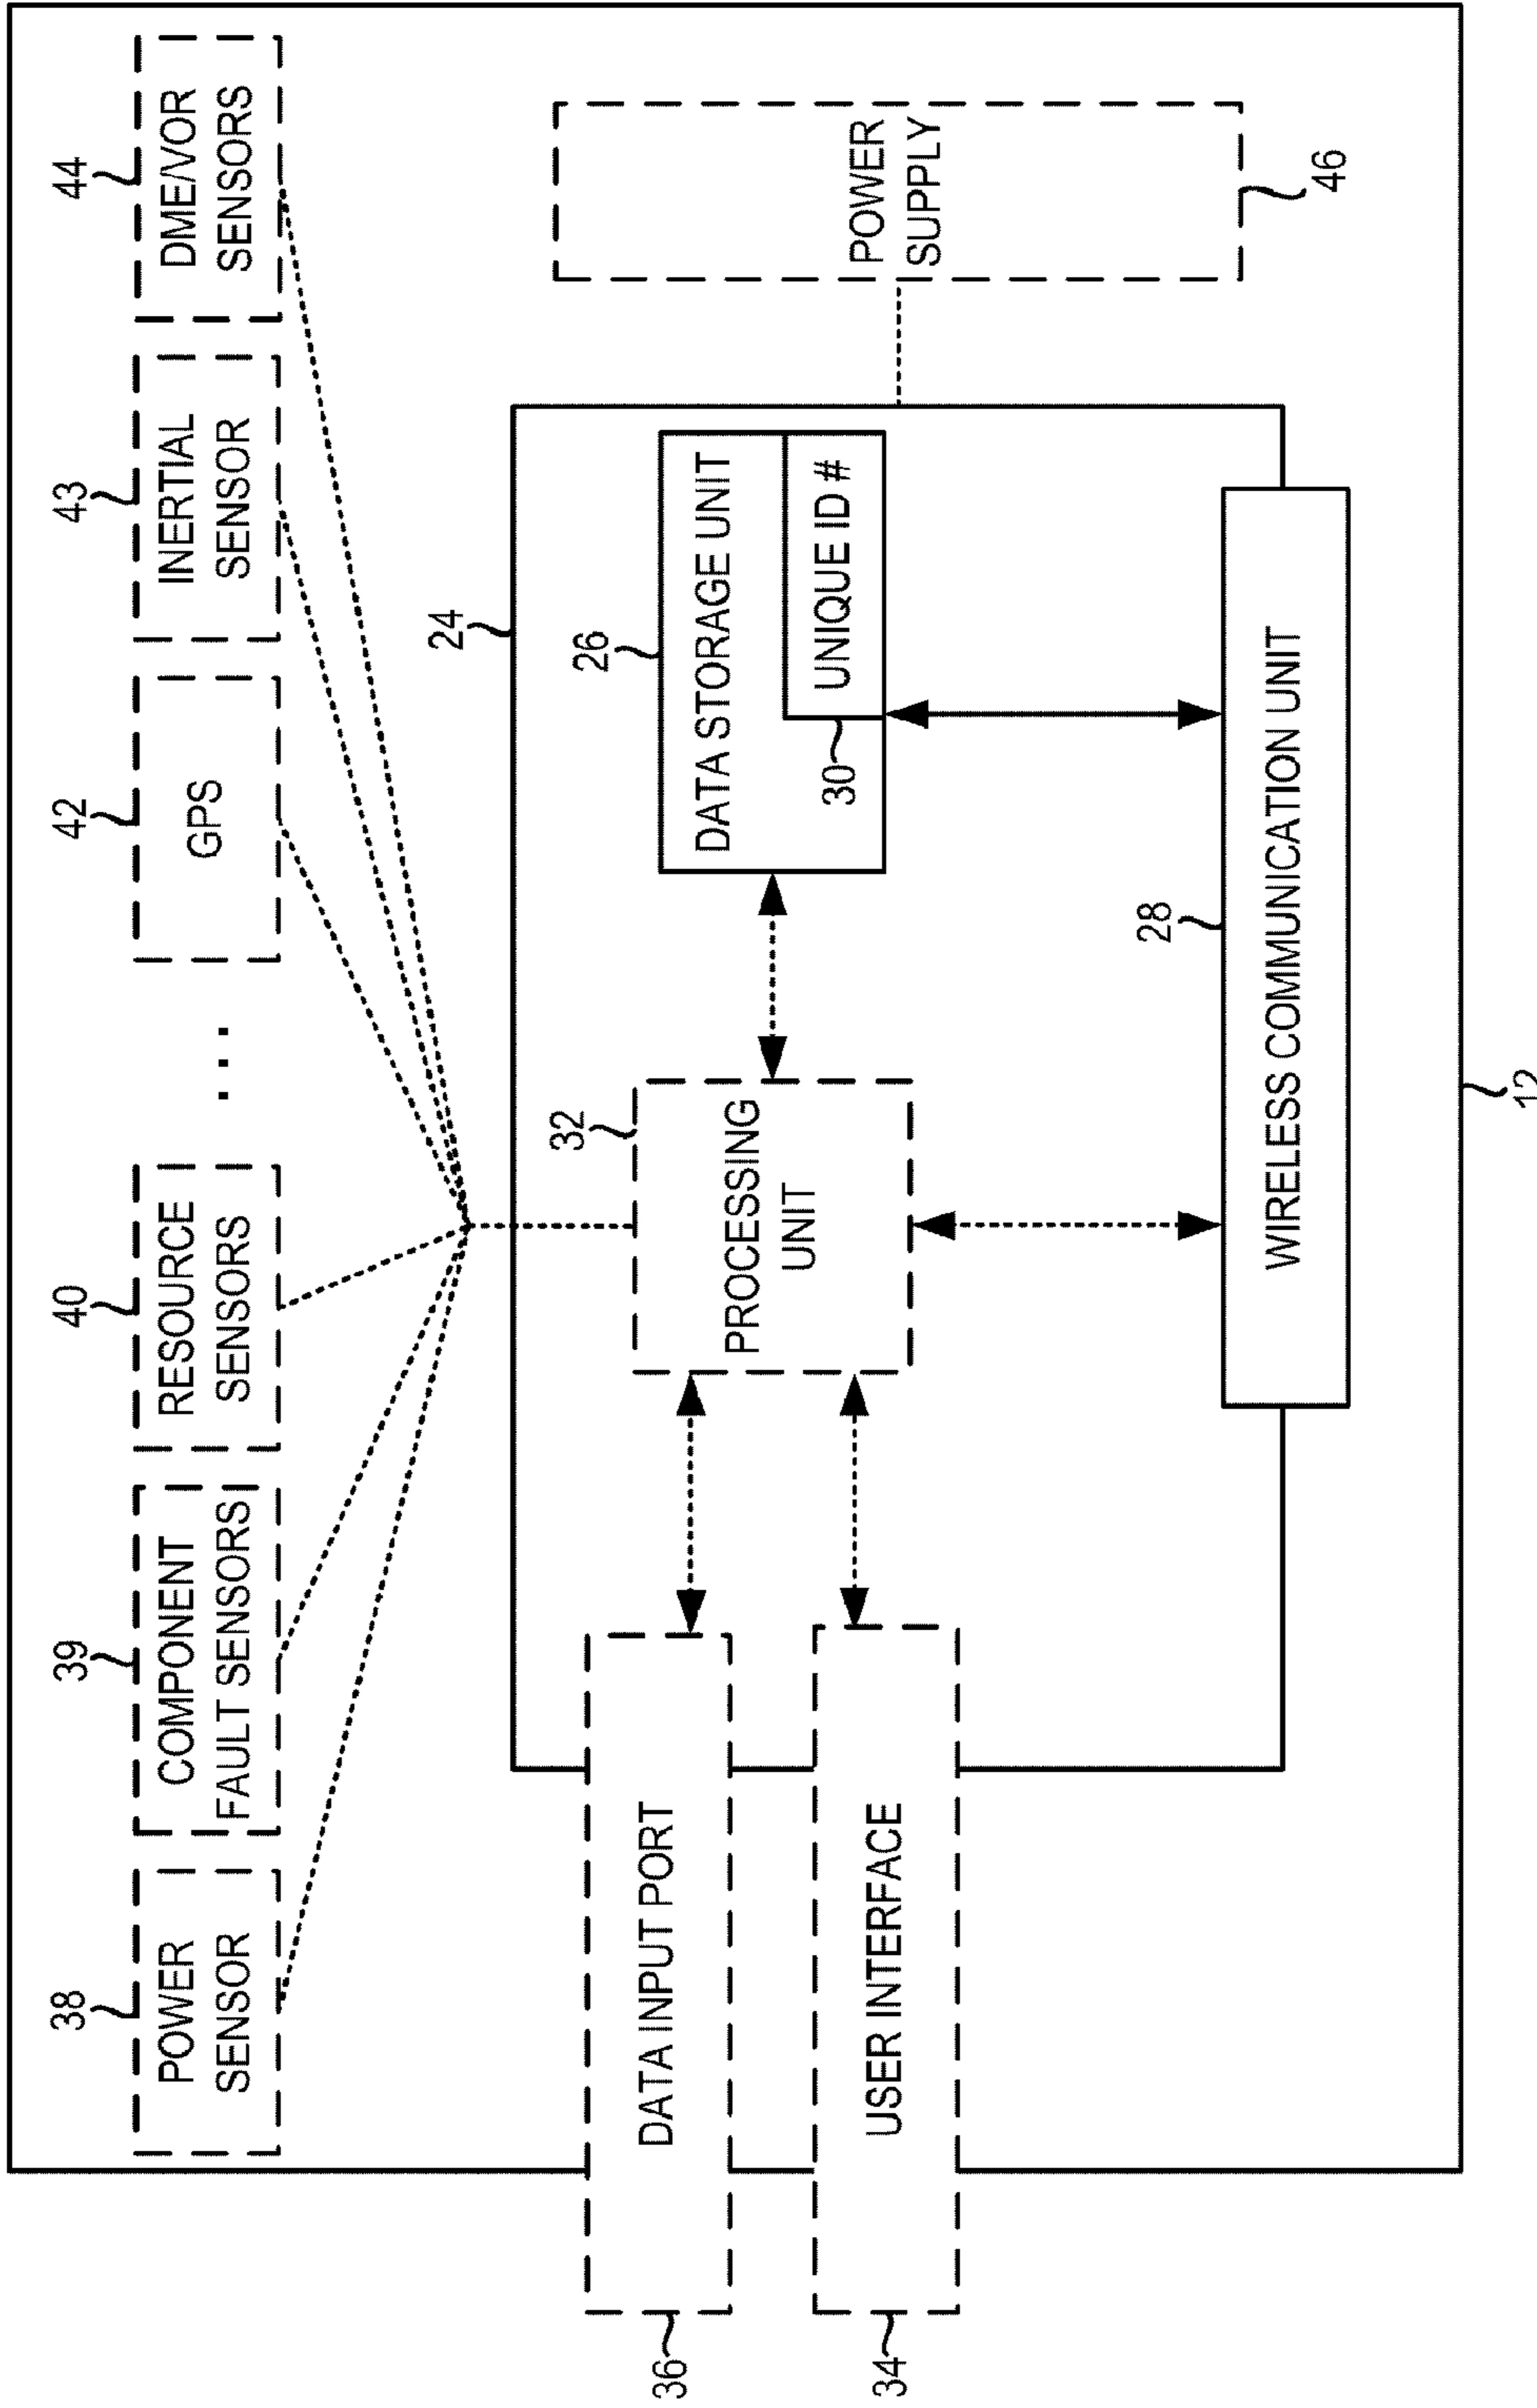 38
39
40
42
43
44
POWER
SENSOR
COMPONENT
FAULT SENSORS
RESOURCE
SENSORS
. . .
GPS
INERTIAL
SENSOR
DME/VOR
SENSORS
24
36
DATA INPUT PORT
34
USER INTERFACE
32
PROCESSING
UNIT
26
DATA STORAGE UNIT
30
UNIQUE ID #
POWER
SUPPLY
46
28
WIRELESS COMMUNICATION UNIT
12